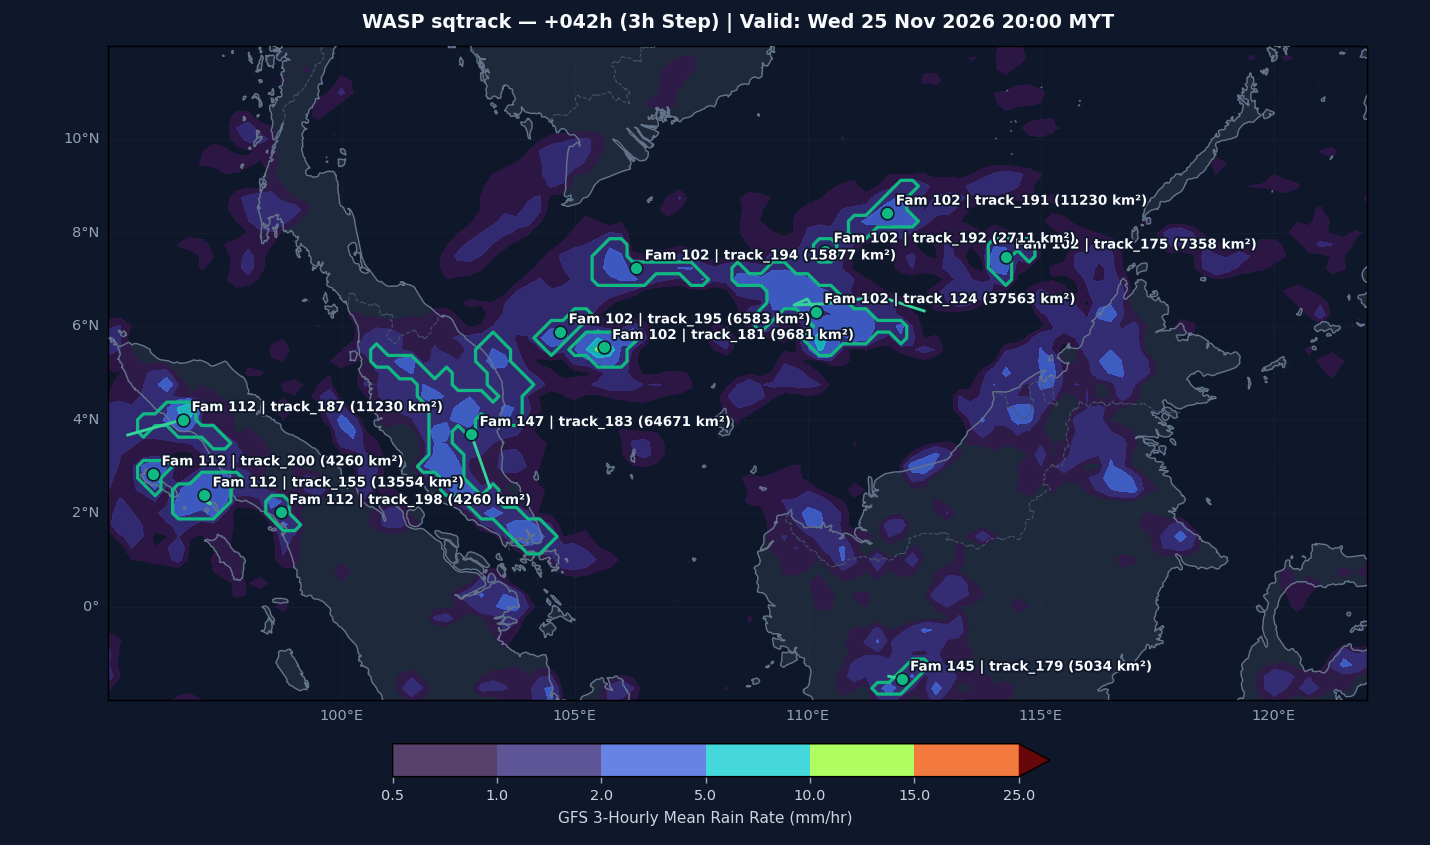 WASP sqtrack — +042h (3h Step) | Valid: Wed 25 Nov 2026 20:00 MYT
10°N
8°N
6°N
4°N
2°N
0°
Fam 102 | track_191 (11230 km²)
Fam 102 | track_192 (2711 km²)
Fam 102 | track_175 (7358 km²)
Fam 102 | track_194 (15877 km²)
Fam 102 | track_124 (37563 km²)
Fam 102 | track_195 (6583 km²)
Fam 102 | track_181 (9681 km²)
Fam 112 | track_187 (11230 km²)
Fam 147 | track_183 (64671 km²)
Fam 112 | track_200 (4260 km²)
Fam 112 | track_155 (13554 km²)
Fam 112 | track_198 (4260 km²)
Fam 145 | track_179 (5034 km²)
100°E
105°E
110°E
115°E
120°E
0.5
1.0
2.0
5.0
10.0
15.0
25.0
GFS 3-Hourly Mean Rain Rate (mm/hr)